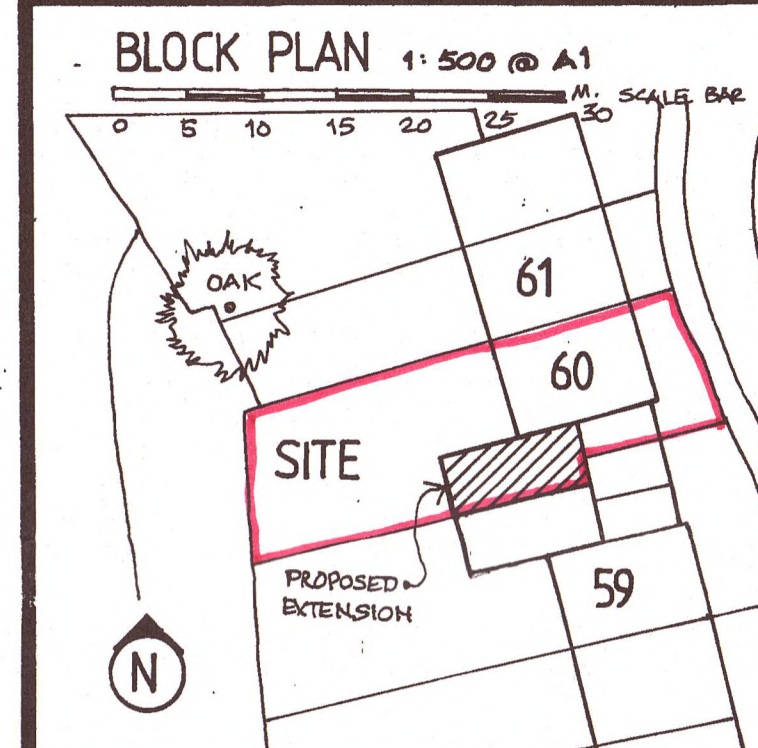 BLOCK PLAN 1:500 @ A1
M. SCALE BAR
0 5 10 15 20 25 30
OAK
61
60
SITE
PROPOSED
EXTENSION
59
N